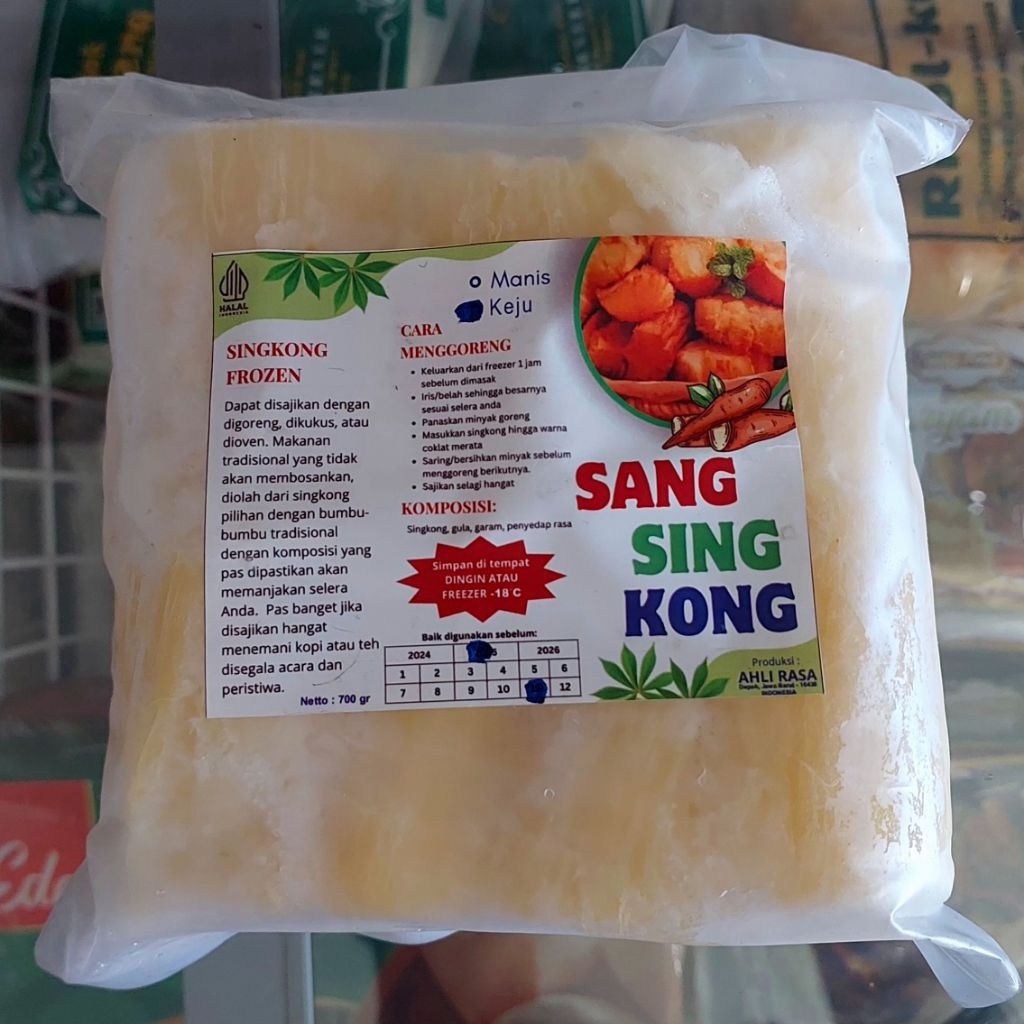 HALAL
INDONESIA
SINGKONG
FROZEN
Dapat disajikan dengan
digoreng, dikukus, atau
dioven. Makanan
tradisional yang tidak
akan membosankan,
diolah dari singkong
pilihan dengan bumbu-
bumbu tradisional
dengan komposisi yang
pas dipastikan akan
memanjakan selera
Anda. Pas banget jika
disajikan hangat
menemani kopi atau teh
disegala acara dan
peristiwa.
Netto : 700 gr
Manis
Keju
CARA
MENGGORENG
Keluarkan dari freezer 1 jam
sebelum dimasak
Iris/belah sehingga besarnya
sesuai selera anda
Panaskan minyak goreng
Masukkan singkong hingga warna
coklat merata
Saring/bersihkan minyak sebelum
menggoreng berikutnya.
Sajikan selagi hangat
KOMPOSISI:
Singkong, gula, garam, penyedap rasa
Simpan di tempat
DINGIN ATAU
FREEZER -18 C
Baik digunakan sebelum:
2024 2026
1 2 3 4 5 6
7 8 9 10 12
SANG
SING
KONG
Produksi :
AHLI RASA
Depok, Jawa Barat - 16436
INDONESIA